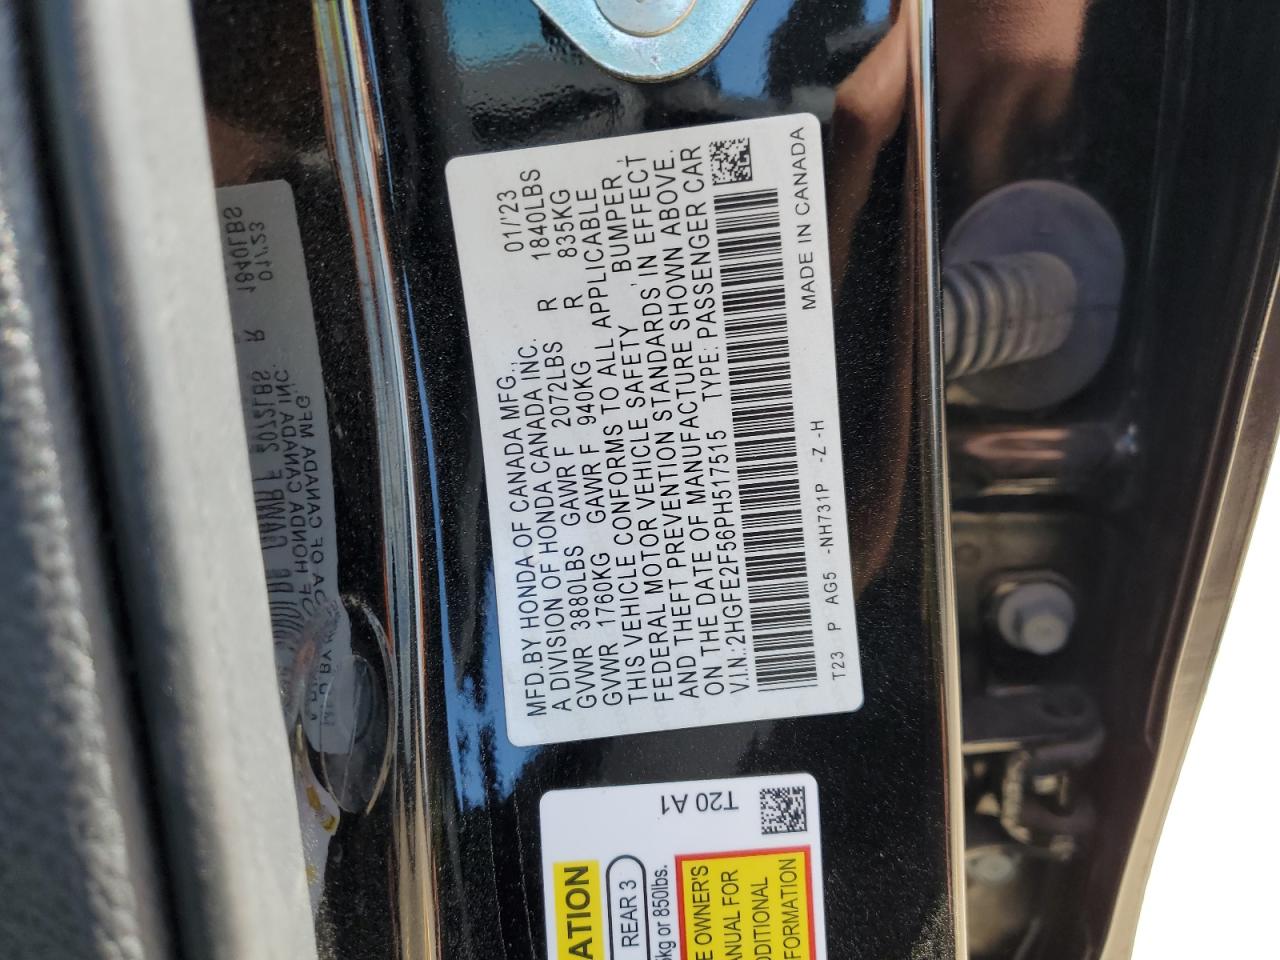 MFD. BY HONDA OF CANADA MFG., 01/'23
A DIVISION OF HONDA CANADA INC.
GVWR 3880LBS GAWR F 2072LBS R 1840LBS
GVWR 1760KG GAWR F 940KG R 835KG
THIS VEHICLE CONFORMS TO ALL APPLICABLE
FEDERAL MOTOR VEHICLE SAFETY, BUMPER,
AND THEFT PREVENTION STANDARDS, IN EFFECT
ON THE DATE OF MANUFACTURE SHOWN ABOVE.
V.I.N.: 2HGFE2F56PH517515 TYPE: PASSENGER CAR
T23 P AG5 -NH731P -Z -H MADE IN CANADA
T20 A1
ATION
REAR 3
kg or 850lbs.
E OWNER'S
ANUAL FOR
DDITIONAL
FORMATION